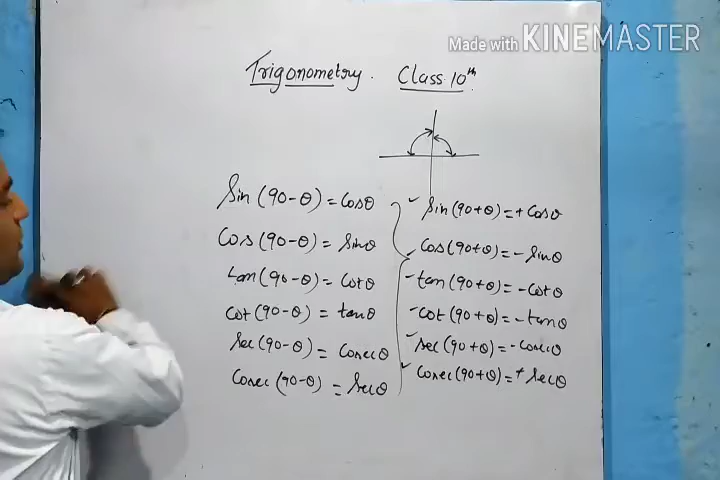 Made with KINEMASTER
Trigonometry. Class 10th
Sin (90-θ) = Cosθ
Cos (90-θ) = Sinθ
tan (90-θ) = Cotθ
Cot (90-θ) = tanθ
Sec (90-θ) = Cosecθ
Cosec (90-θ) = Secθ
✓ Sin (90+θ) = + Cosθ
Cos (90+θ) = - Sinθ
tan (90+θ) = - Cotθ
Cot (90+θ) = - tanθ
✓ Sec (90+θ) = - Cosecθ
✓ Cosec (90+θ) = + Secθ